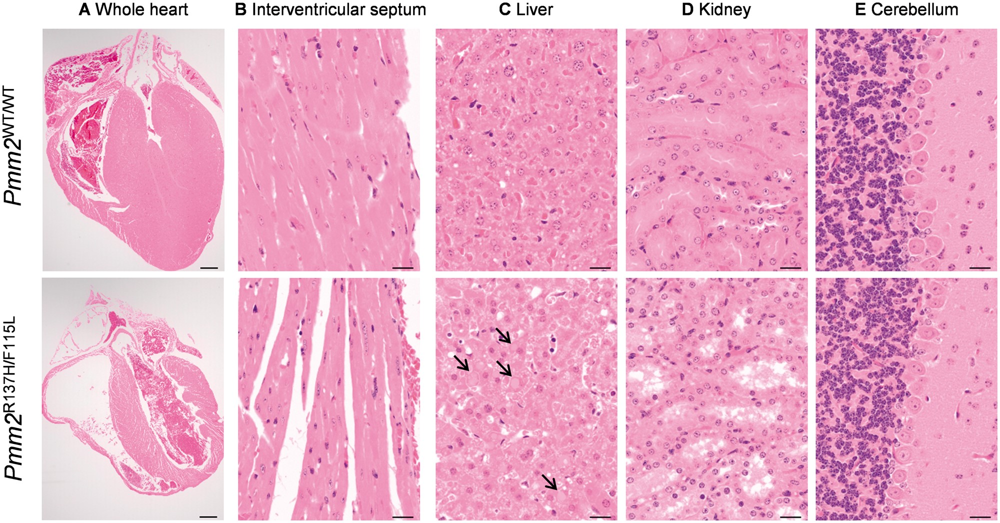 A Whole heart
B Interventricular septum
C Liver
D Kidney
E Cerebellum
Pmm2WT/WT
Pmm2R137H/F115L